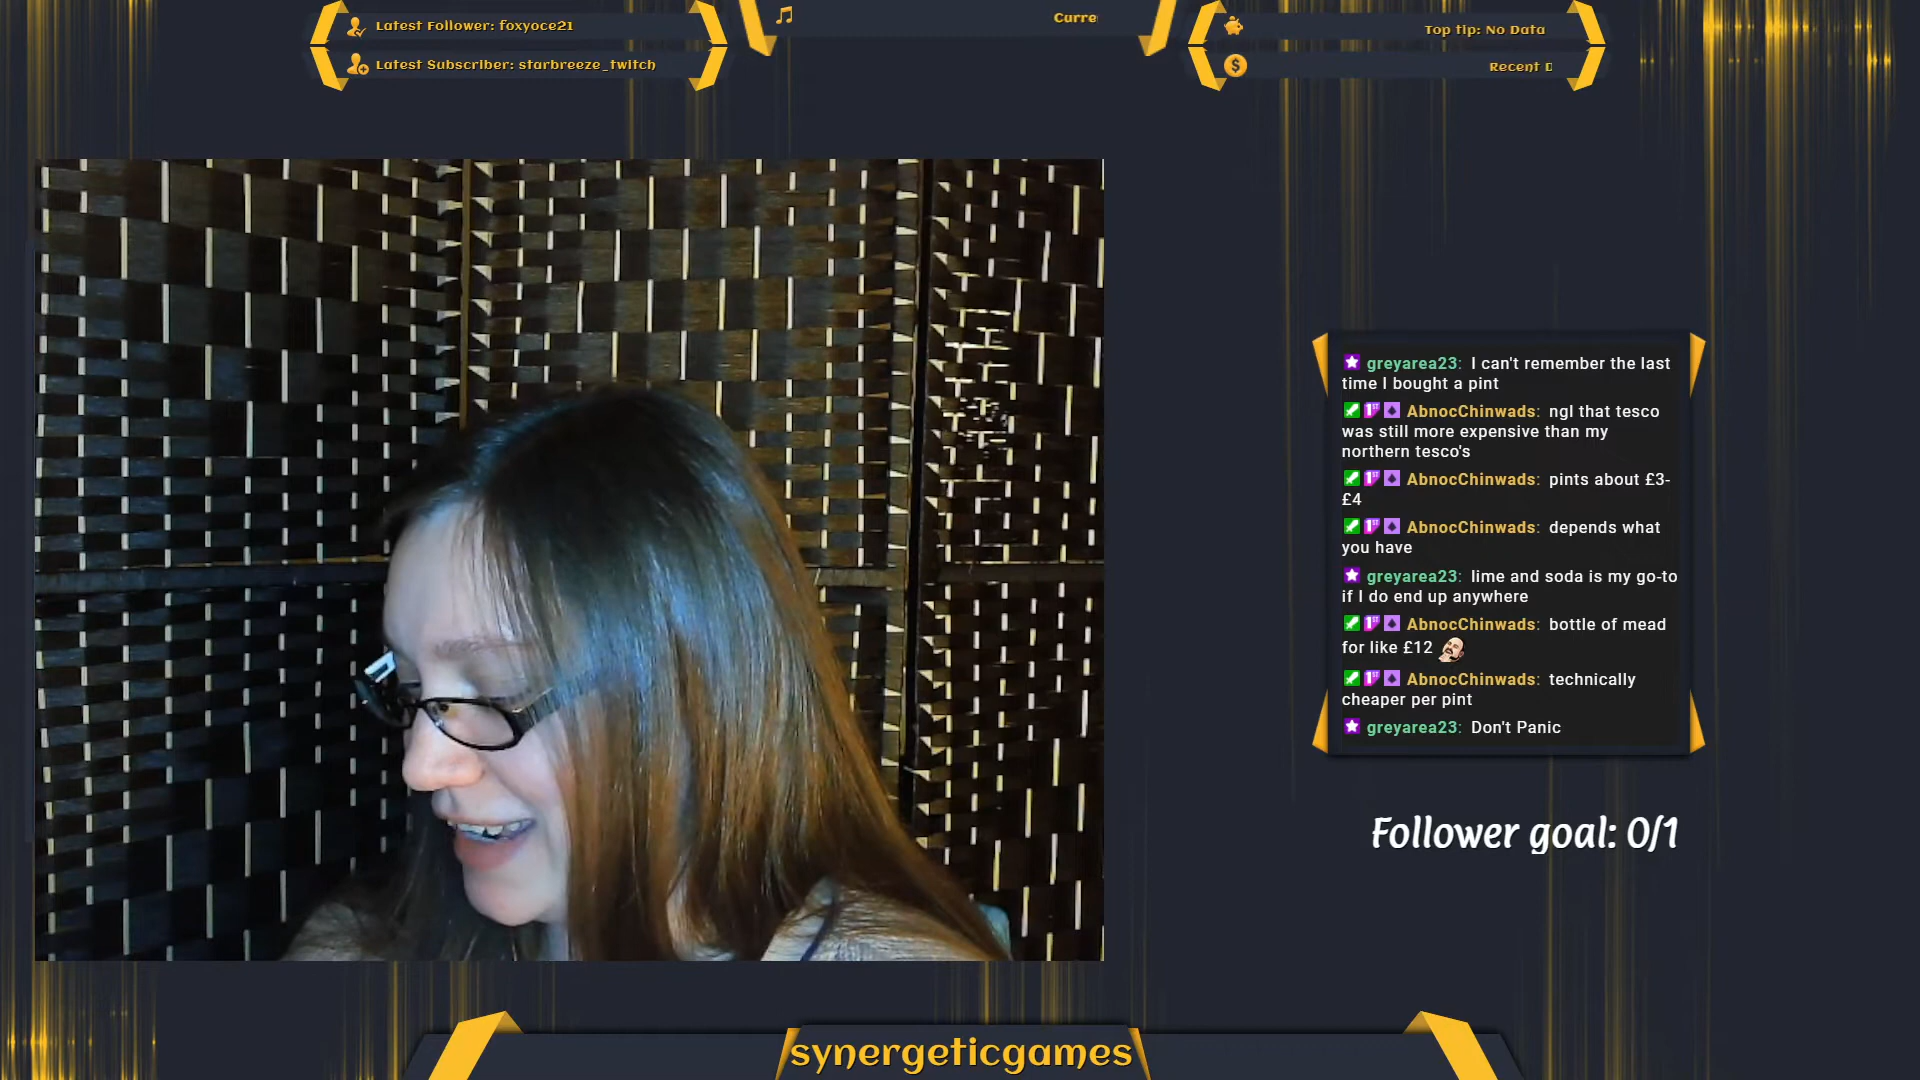 Latest Follower: foxyoce21
Latest Subscriber: starbreeze_twitch
Curre
Top tip: No Data
Recent D
greyarea23: I can't remember the last
time I bought a pint
AbnocChinwads: ngl that tesco
was still more expensive than my
northern tesco's
AbnocChinwads: pints about £3-
£4
AbnocChinwads: depends what
you have
greyarea23: lime and soda is my go-to
if I do end up anywhere
AbnocChinwads: bottle of mead
for like £12
AbnocChinwads: technically
cheaper per pint
greyarea23: Don't Panic
Follower goal: 0/1
synergeticgames